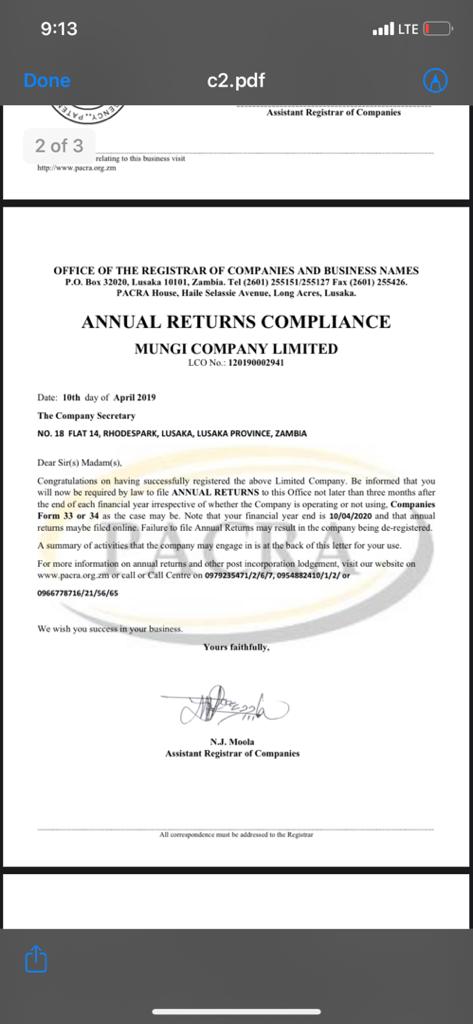 9:13
LTE
Done
c2.pdf
Assistant Registrar of Companies
2 of 3
relating to this business visit
http://www.pacra.org.zm
OFFICE OF THE REGISTRAR OF COMPANIES AND BUSINESS NAMES
P.O. Box 32020, Lusaka 10101, Zambia. Tel (2601) 255151/255127 Fax (2601) 255426.
PACRA House, Haile Selassie Avenue, Long Acres, Lusaka.
ANNUAL RETURNS COMPLIANCE
MUNGI COMPANY LIMITED
LCO No.: 120190002941
Date: 10th day of April 2019
The Company Secretary
NO. 18 FLAT 14, RHODESPARK, LUSAKA, LUSAKA PROVINCE, ZAMBIA
Dear Sir(s) Madam(s),
Congratulations on having successfully registered the above Limited Company. Be informed that you
will now be required by law to file ANNUAL RETURNS to this Office not later than three months after
the end of each financial year irrespective of whether the Company is operating or not using, Companies
Form 33 or 34 as the case may be. Note that your financial year end is 10/04/2020 and that annual
returns maybe filed online. Failure to file Annual Returns may result in the company being de-registered.
A summary of activities that the company may engage in is at the back of this letter for your use.
For more information on annual returns and other post incorporation lodgement, visit our website on
www.pacra.org.zm or call or Call Centre on 0979235471/2/6/7, 0954882410/1/2/ or
0966778716/21/56/65
PACRA
We wish you success in your business.
Yours faithfully,
N.J. Moola
Assistant Registrar of Companies
All correspondence must be addressed to the Registrar